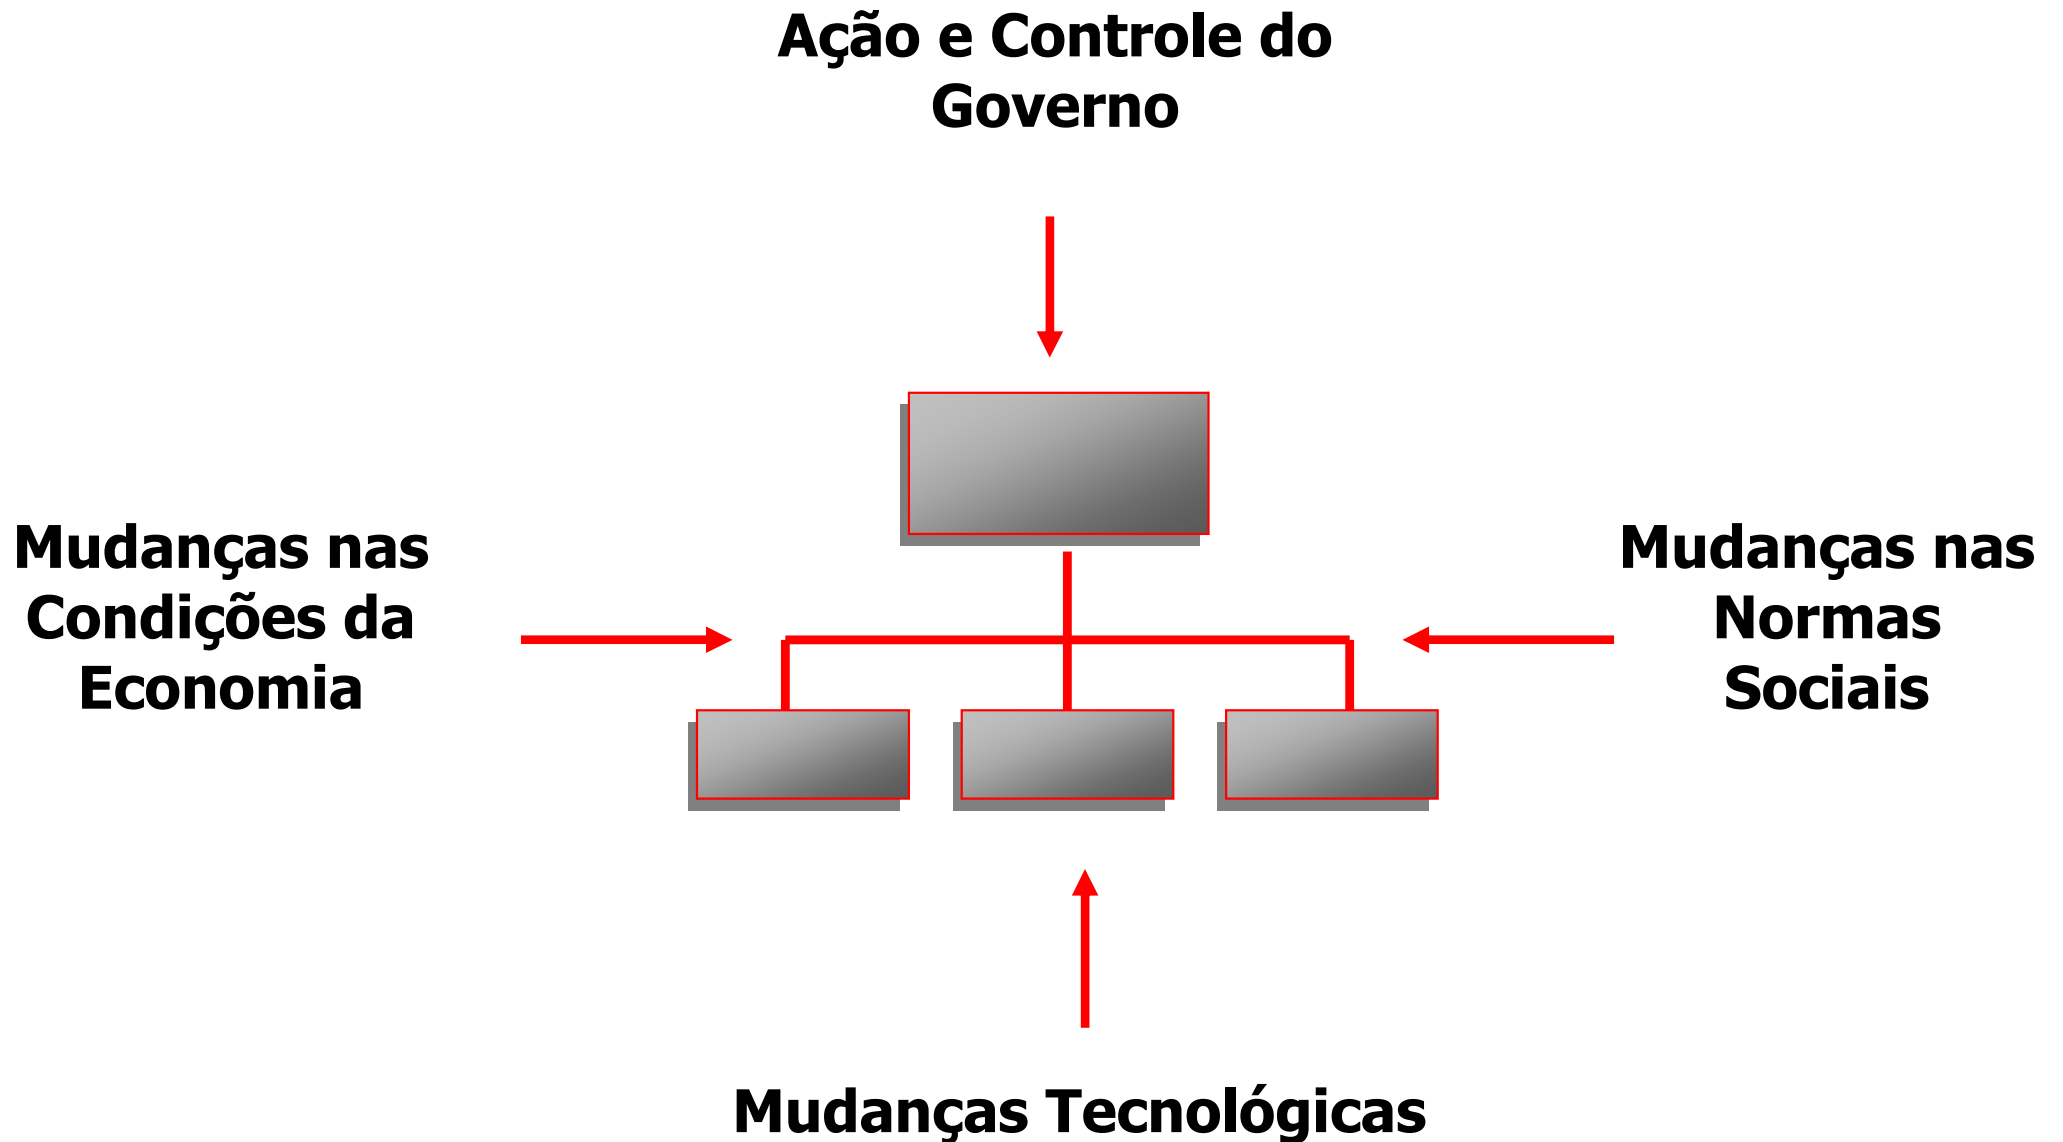 Ação e Controle do
Governo
Mudanças nas
Condições da
Economia
Mudanças nas
Normas
Sociais
Mudanças Tecnológicas